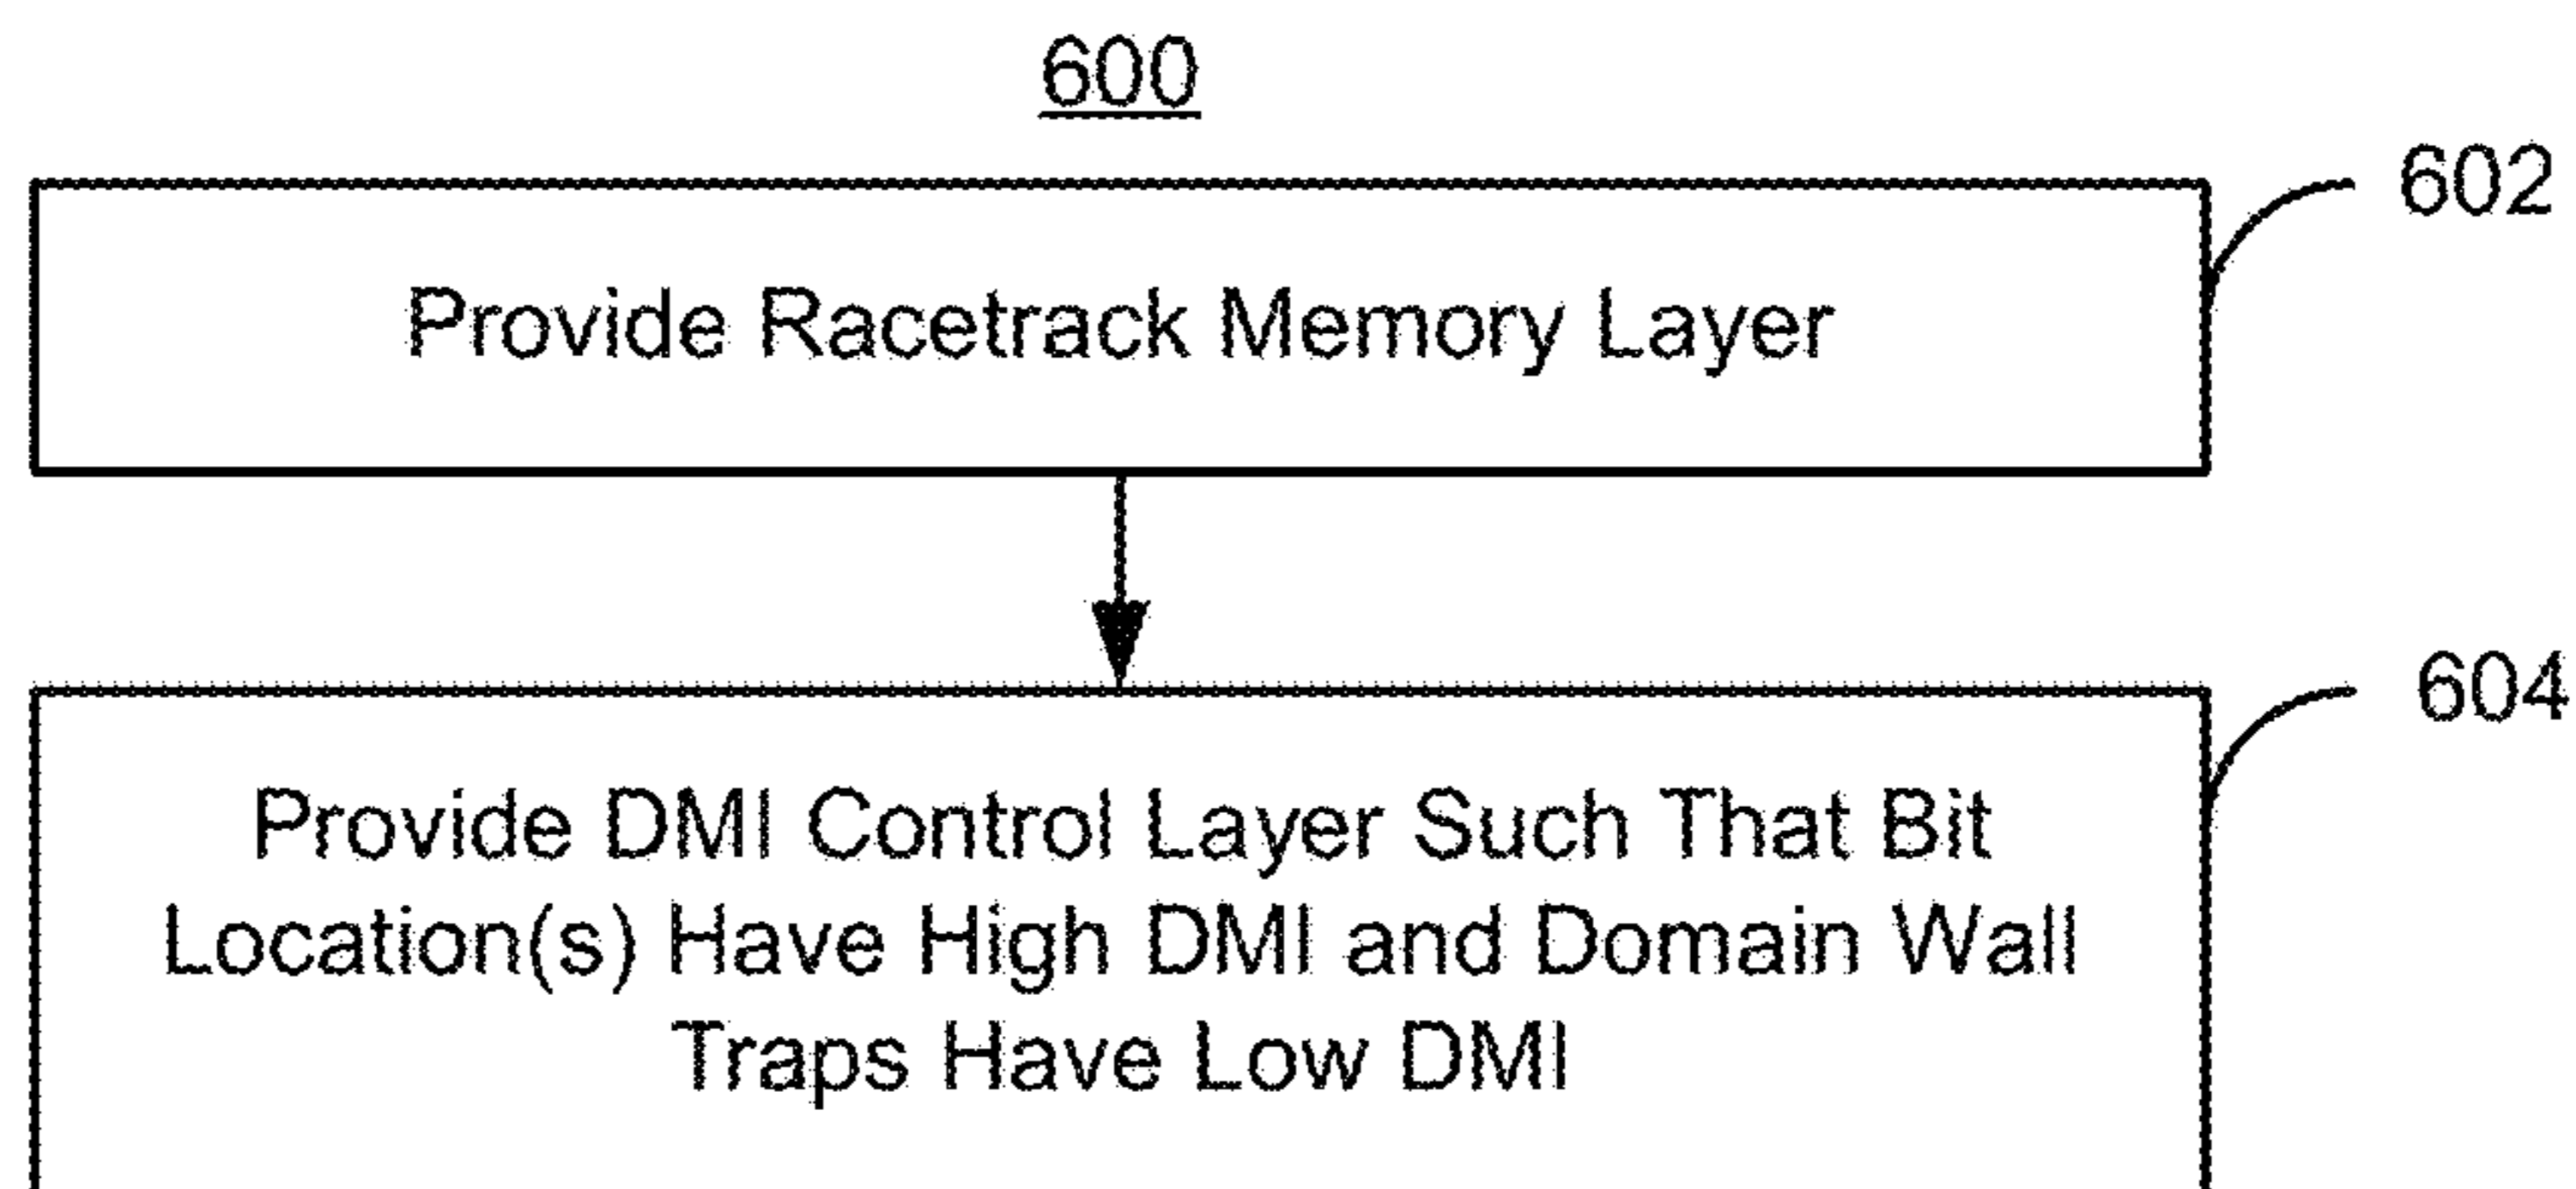 600
602
Provide Racetrack Memory Layer
604
Provide DMI Control Layer Such That Bit
Location(s) Have High DMI and Domain Wall
Traps Have Low DMI